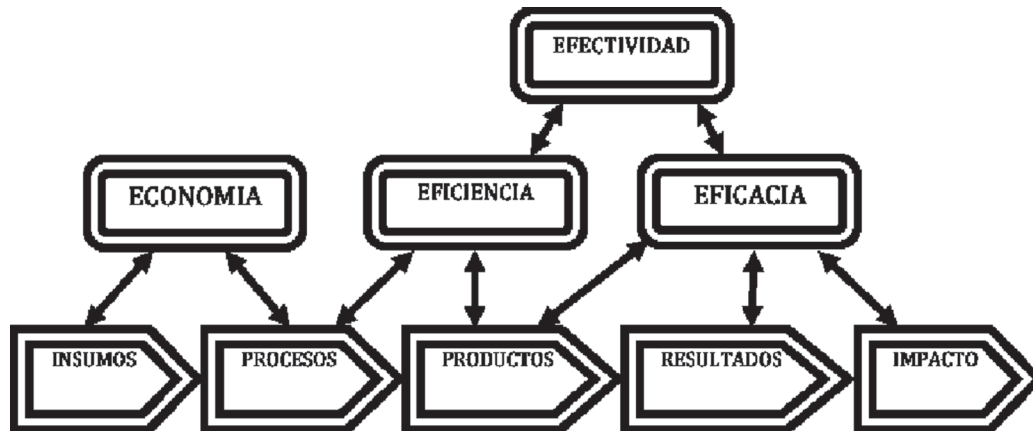 EFECTIVIDAD
ECONOMIA
EFICIENCIA
EFICACIA
INSUMOS
PROCESOS
PRODUCTOS
RESULTADOS
IMPACTO